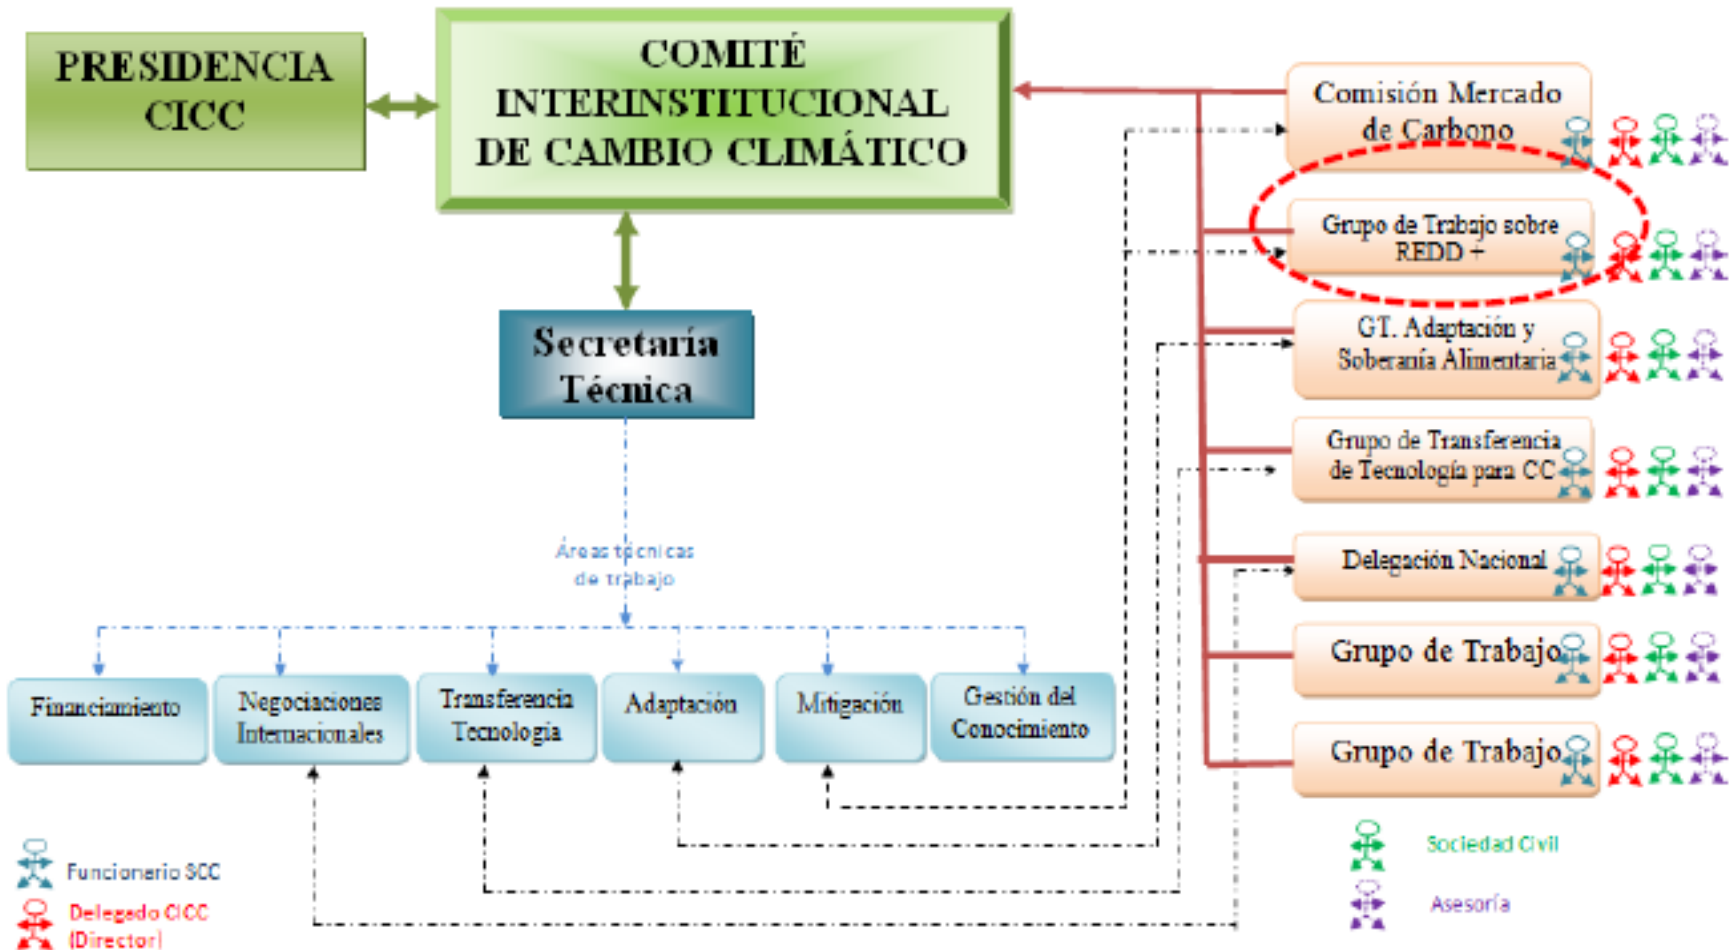 PRESIDENCIA
CICC
COMITÉ
INTERINSTITUCIONAL
DE CAMBIO CLIMÁTICO
Comisión Mercado
de Carbono
Grupo de Trabajo sobre
REDD +
GT. Adaptación y
Soberanía Alimentaria
Grupo de Transferencia
de Tecnología para CC
Delegación Nacional
Grupo de Trabajo
Grupo de Trabajo
Secretaría
Técnica
Áreas técnicas
de trabajo
Financiamiento
Negociaciones
Internacionales
Transferencia
Tecnología
Adaptación
Mitigación
Gestión del
Conocimiento
Funcionario SCC
Delegado CICC
(Director)
Sociedad Civil
Asesoría